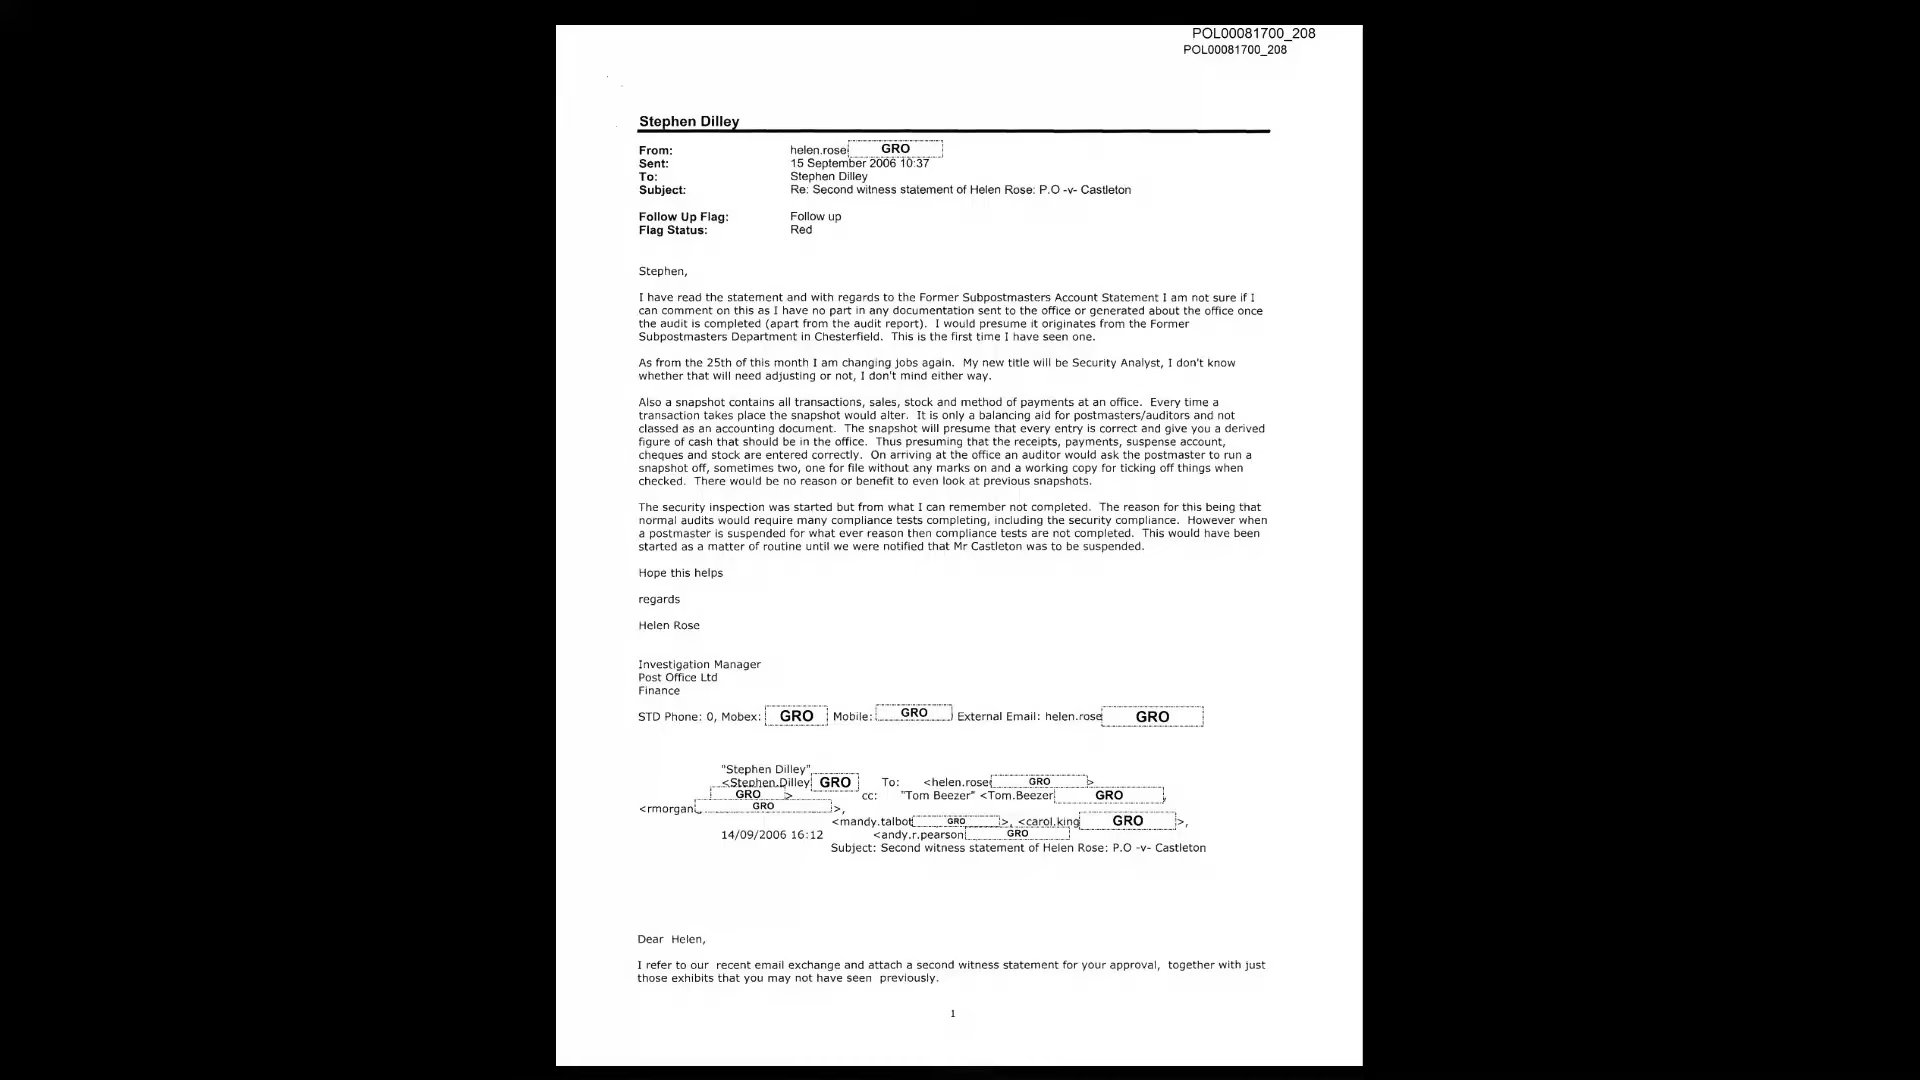 POL00081700_208
POL00081700_208
Stephen Dilley
From: helen.rose GRO
Sent: 15 September 2006 10:37
To: Stephen Dilley
Subject: Re: Second witness statement of Helen Rose: P.O -v- Castleton
Follow Up Flag: Follow up
Flag Status: Red
Stephen,
I have read the statement and with regards to the Former Subpostmasters Account Statement I am not sure if I
can comment on this as I have no part in any documentation sent to the office or generated about the office once
the audit is completed (apart from the audit report). I would presume it originates from the Former
Subpostmasters Department in Chesterfield. This is the first time I have seen one.
As from the 25th of this month I am changing jobs again. My new title will be Security Analyst, I don't know
whether that will need adjusting or not, I don't mind either way.
Also a snapshot contains all transactions, sales, stock and method of payments at an office. Every time a
transaction takes place the snapshot would alter. It is only a balancing aid for postmasters/auditors and not
classed as an accounting document. The snapshot will presume that every entry is correct and give you a derived
figure of cash that should be in the office. Thus presuming that the receipts, payments, suspense account,
cheques and stock are entered correctly. On arriving at the office an auditor would ask the postmaster to run a
snapshot off, sometimes two, one for file without any marks on and a working copy for ticking off things when
checked. There would be no reason or benefit to even look at previous snapshots.
The security inspection was started but from what I can remember not completed. The reason for this being that
normal audits would require many compliance tests completing, including the security compliance. However when
a postmaster is suspended for what ever reason then compliance tests are not completed. This would have been
started as a matter of routine until we were notified that Mr Castleton was to be suspended.
Hope this helps
regards
Helen Rose
Investigation Manager
Post Office Ltd
Finance
STD Phone: 0, Mobex: GRO Mobile: GRO External Email: helen.rose GRO
"Stephen Dilley"
<Stephen.Dilley GRO To: <helen.rose GRO >
GRO > cc: "Tom Beezer" <Tom.Beezer GRO ,
<rmorgan GRO >,
<mandy.talbot GRO >, <carol.king GRO >,
14/09/2006 16:12 <andy.r.pearson GRO
Subject: Second witness statement of Helen Rose: P.O -v- Castleton
Dear Helen,
I refer to our recent email exchange and attach a second witness statement for your approval, together with just
those exhibits that you may not have seen previously.
1